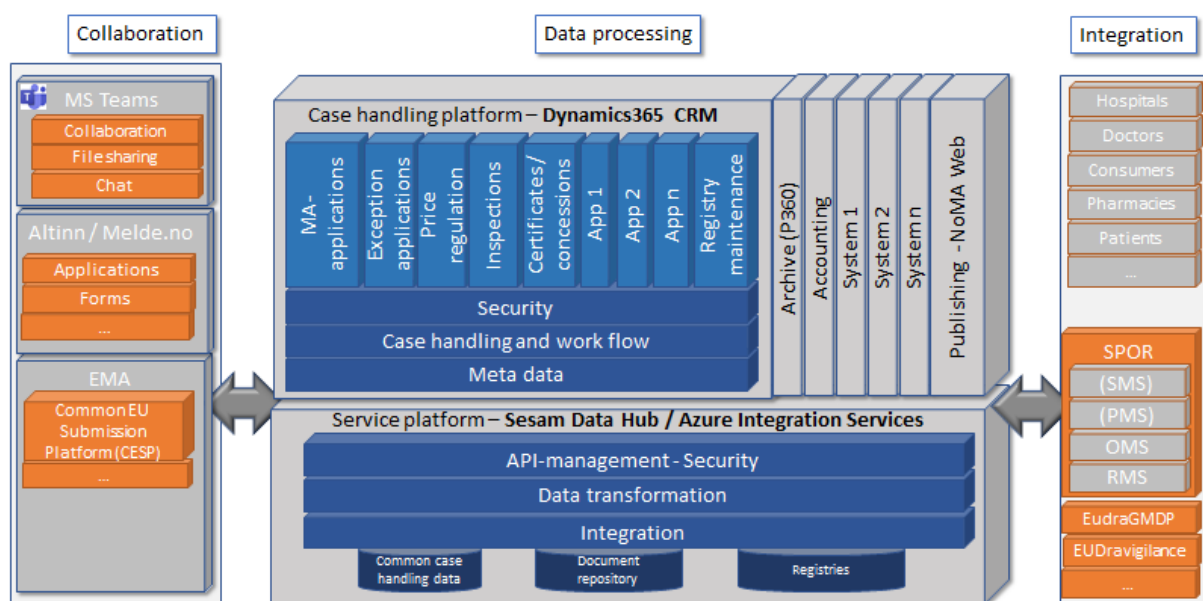 Collaboration
Data processing
Integration
MS Teams
Collaboration
File sharing
Chat
Altinn / Melde.no
Applications
Forms
...
EMA
Common EU
Submission
Platform (CESP)
...
Case handling platform – Dynamics365 CRM
MA-
applications
Exception
applications
Price
regulation
Inspections
Certificates/
concessions
App 1
App 2
App n
Registry
maintenance
Security
Case handling and work flow
Meta data
Archive (P360)
Accounting
System 1
System 2
System n
Publishing - NoMA Web
Service platform – Sesam Data Hub / Azure Integration Services
API-management - Security
Data transformation
Integration
Common case
handling data
Document
repository
Registries
Hospitals
Doctors
Consumers
Pharmacies
Patients
...
SPOR
(SMS)
(PMS)
OMS
RMS
EudraGMDP
EUDravigilance
...